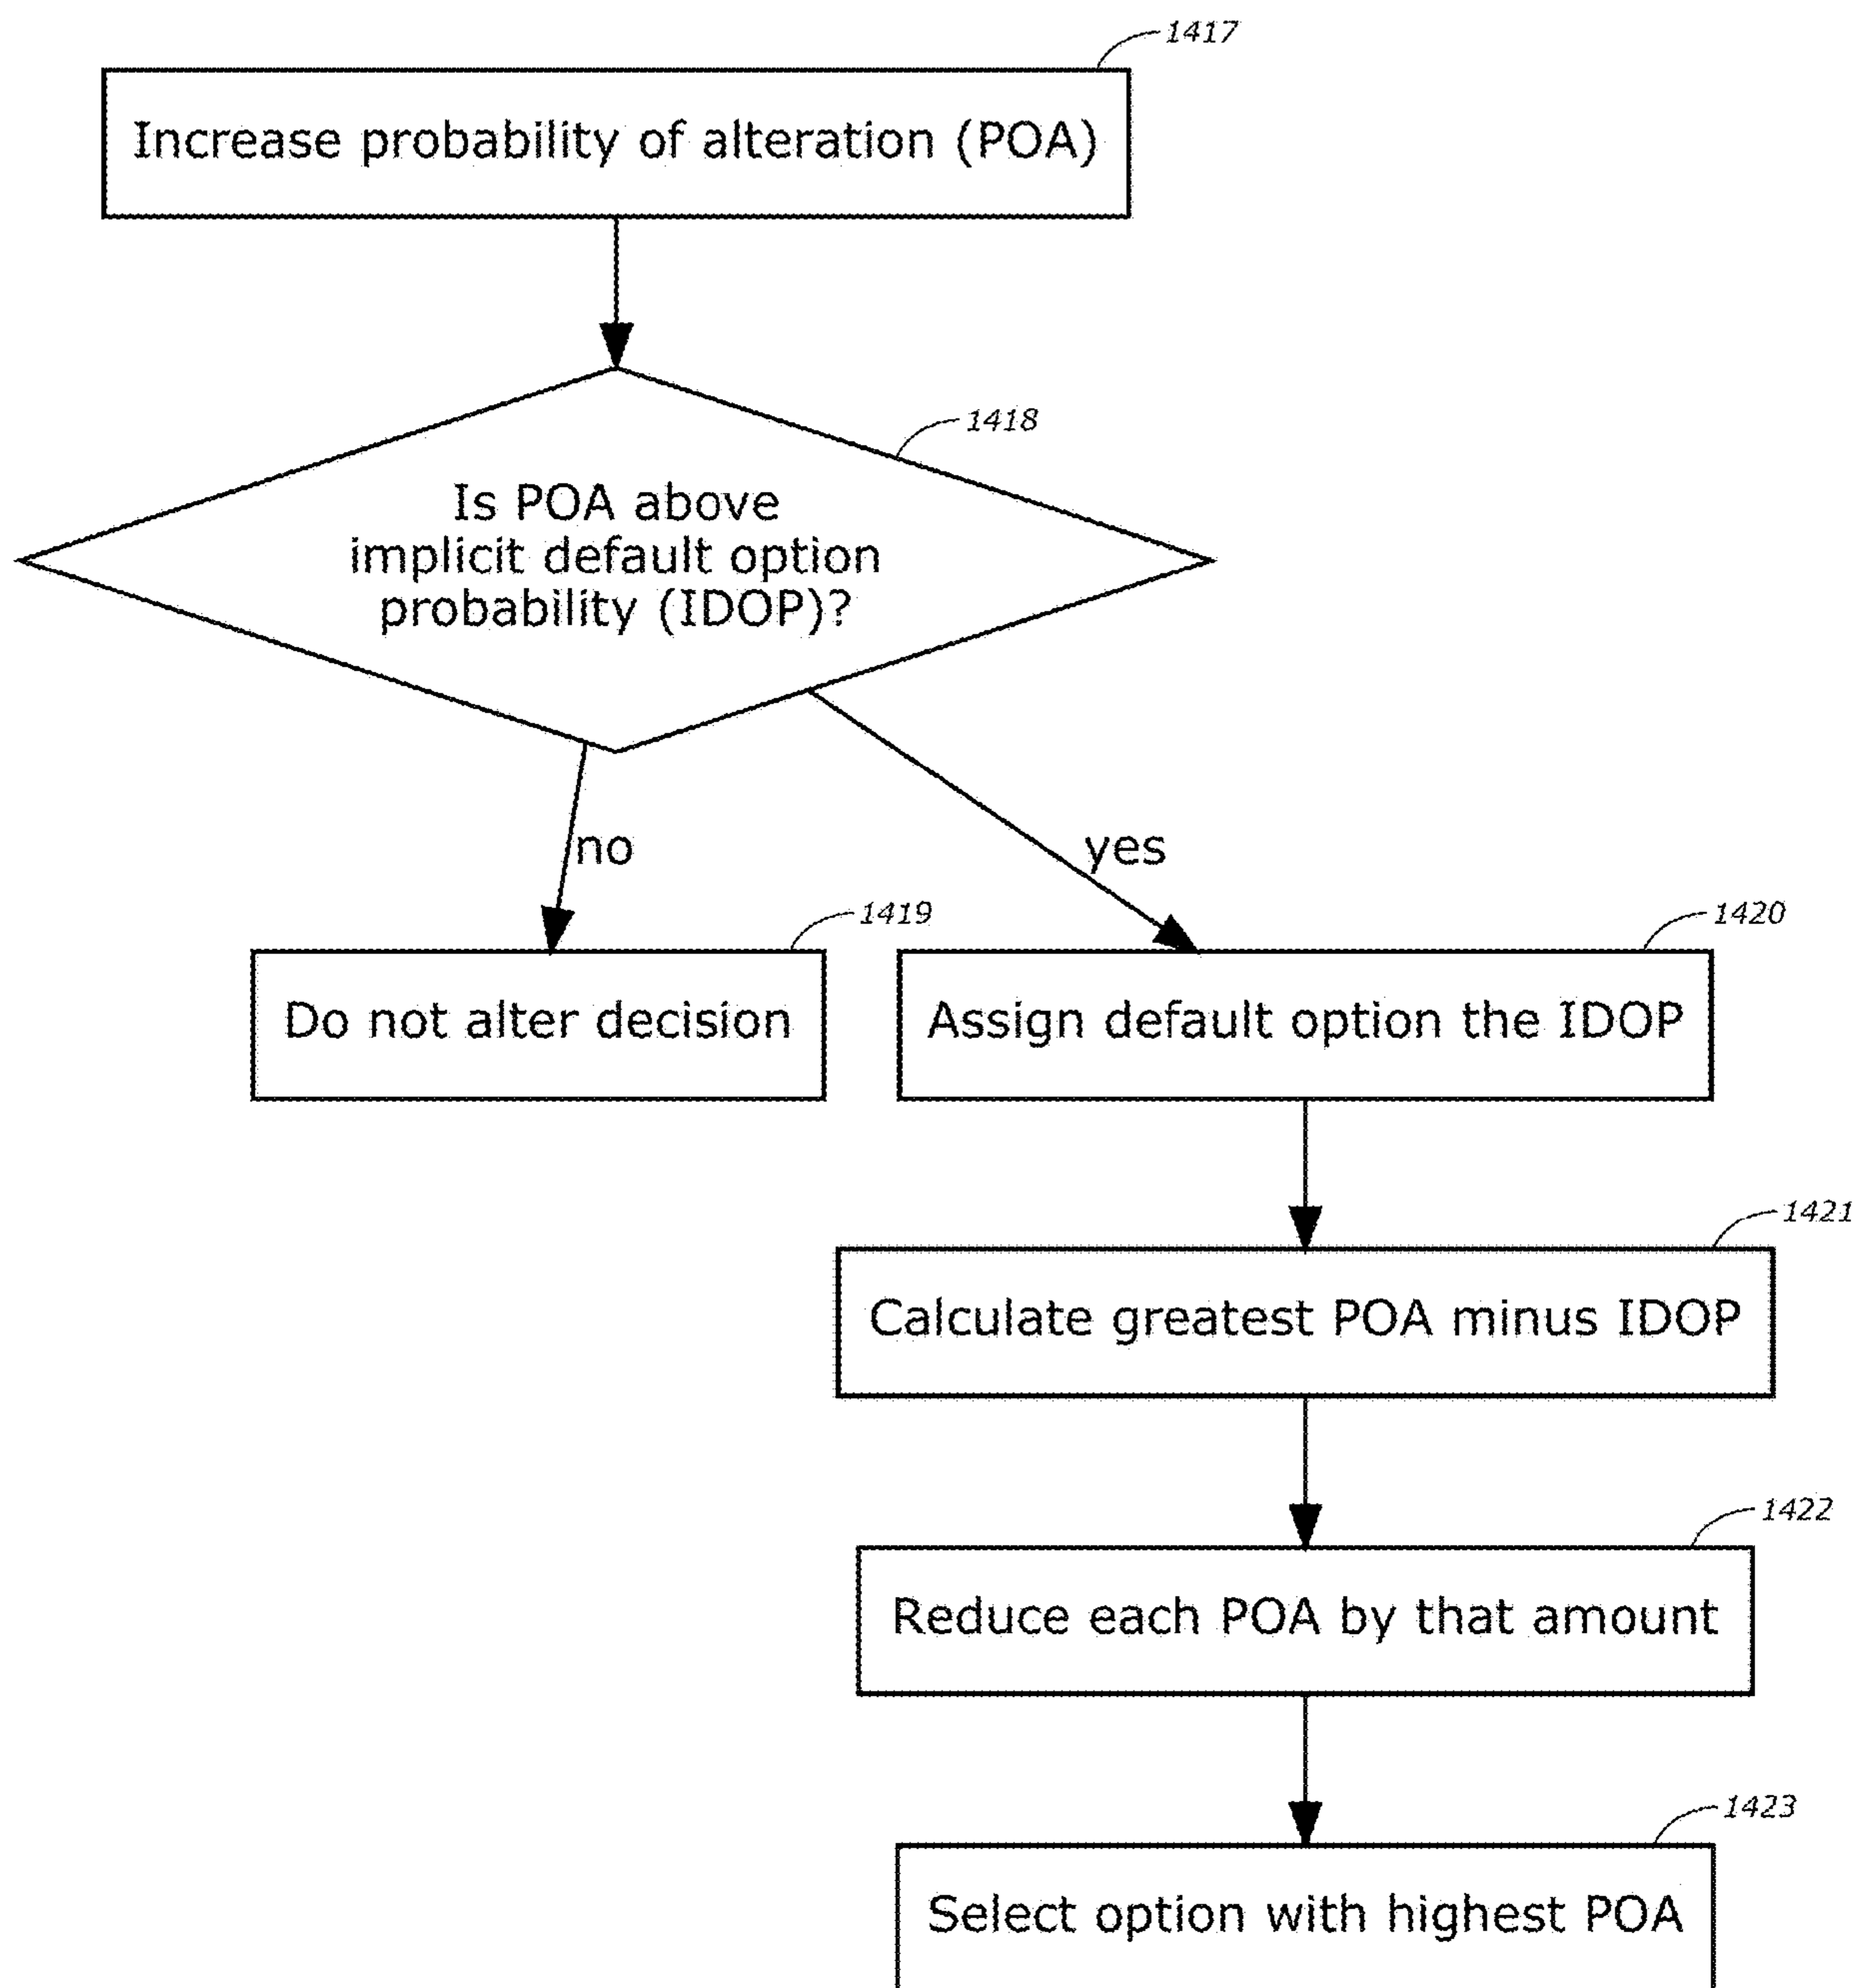 1417
Increase probability of alteration (POA)
1418
Is POA above
implicit default option
probability (IDOP)?
no
yes
1419
1420
Do not alter decision
Assign default option the IDOP
1421
Calculate greatest POA minus IDOP
1422
Reduce each POA by that amount
1423
Select option with highest POA